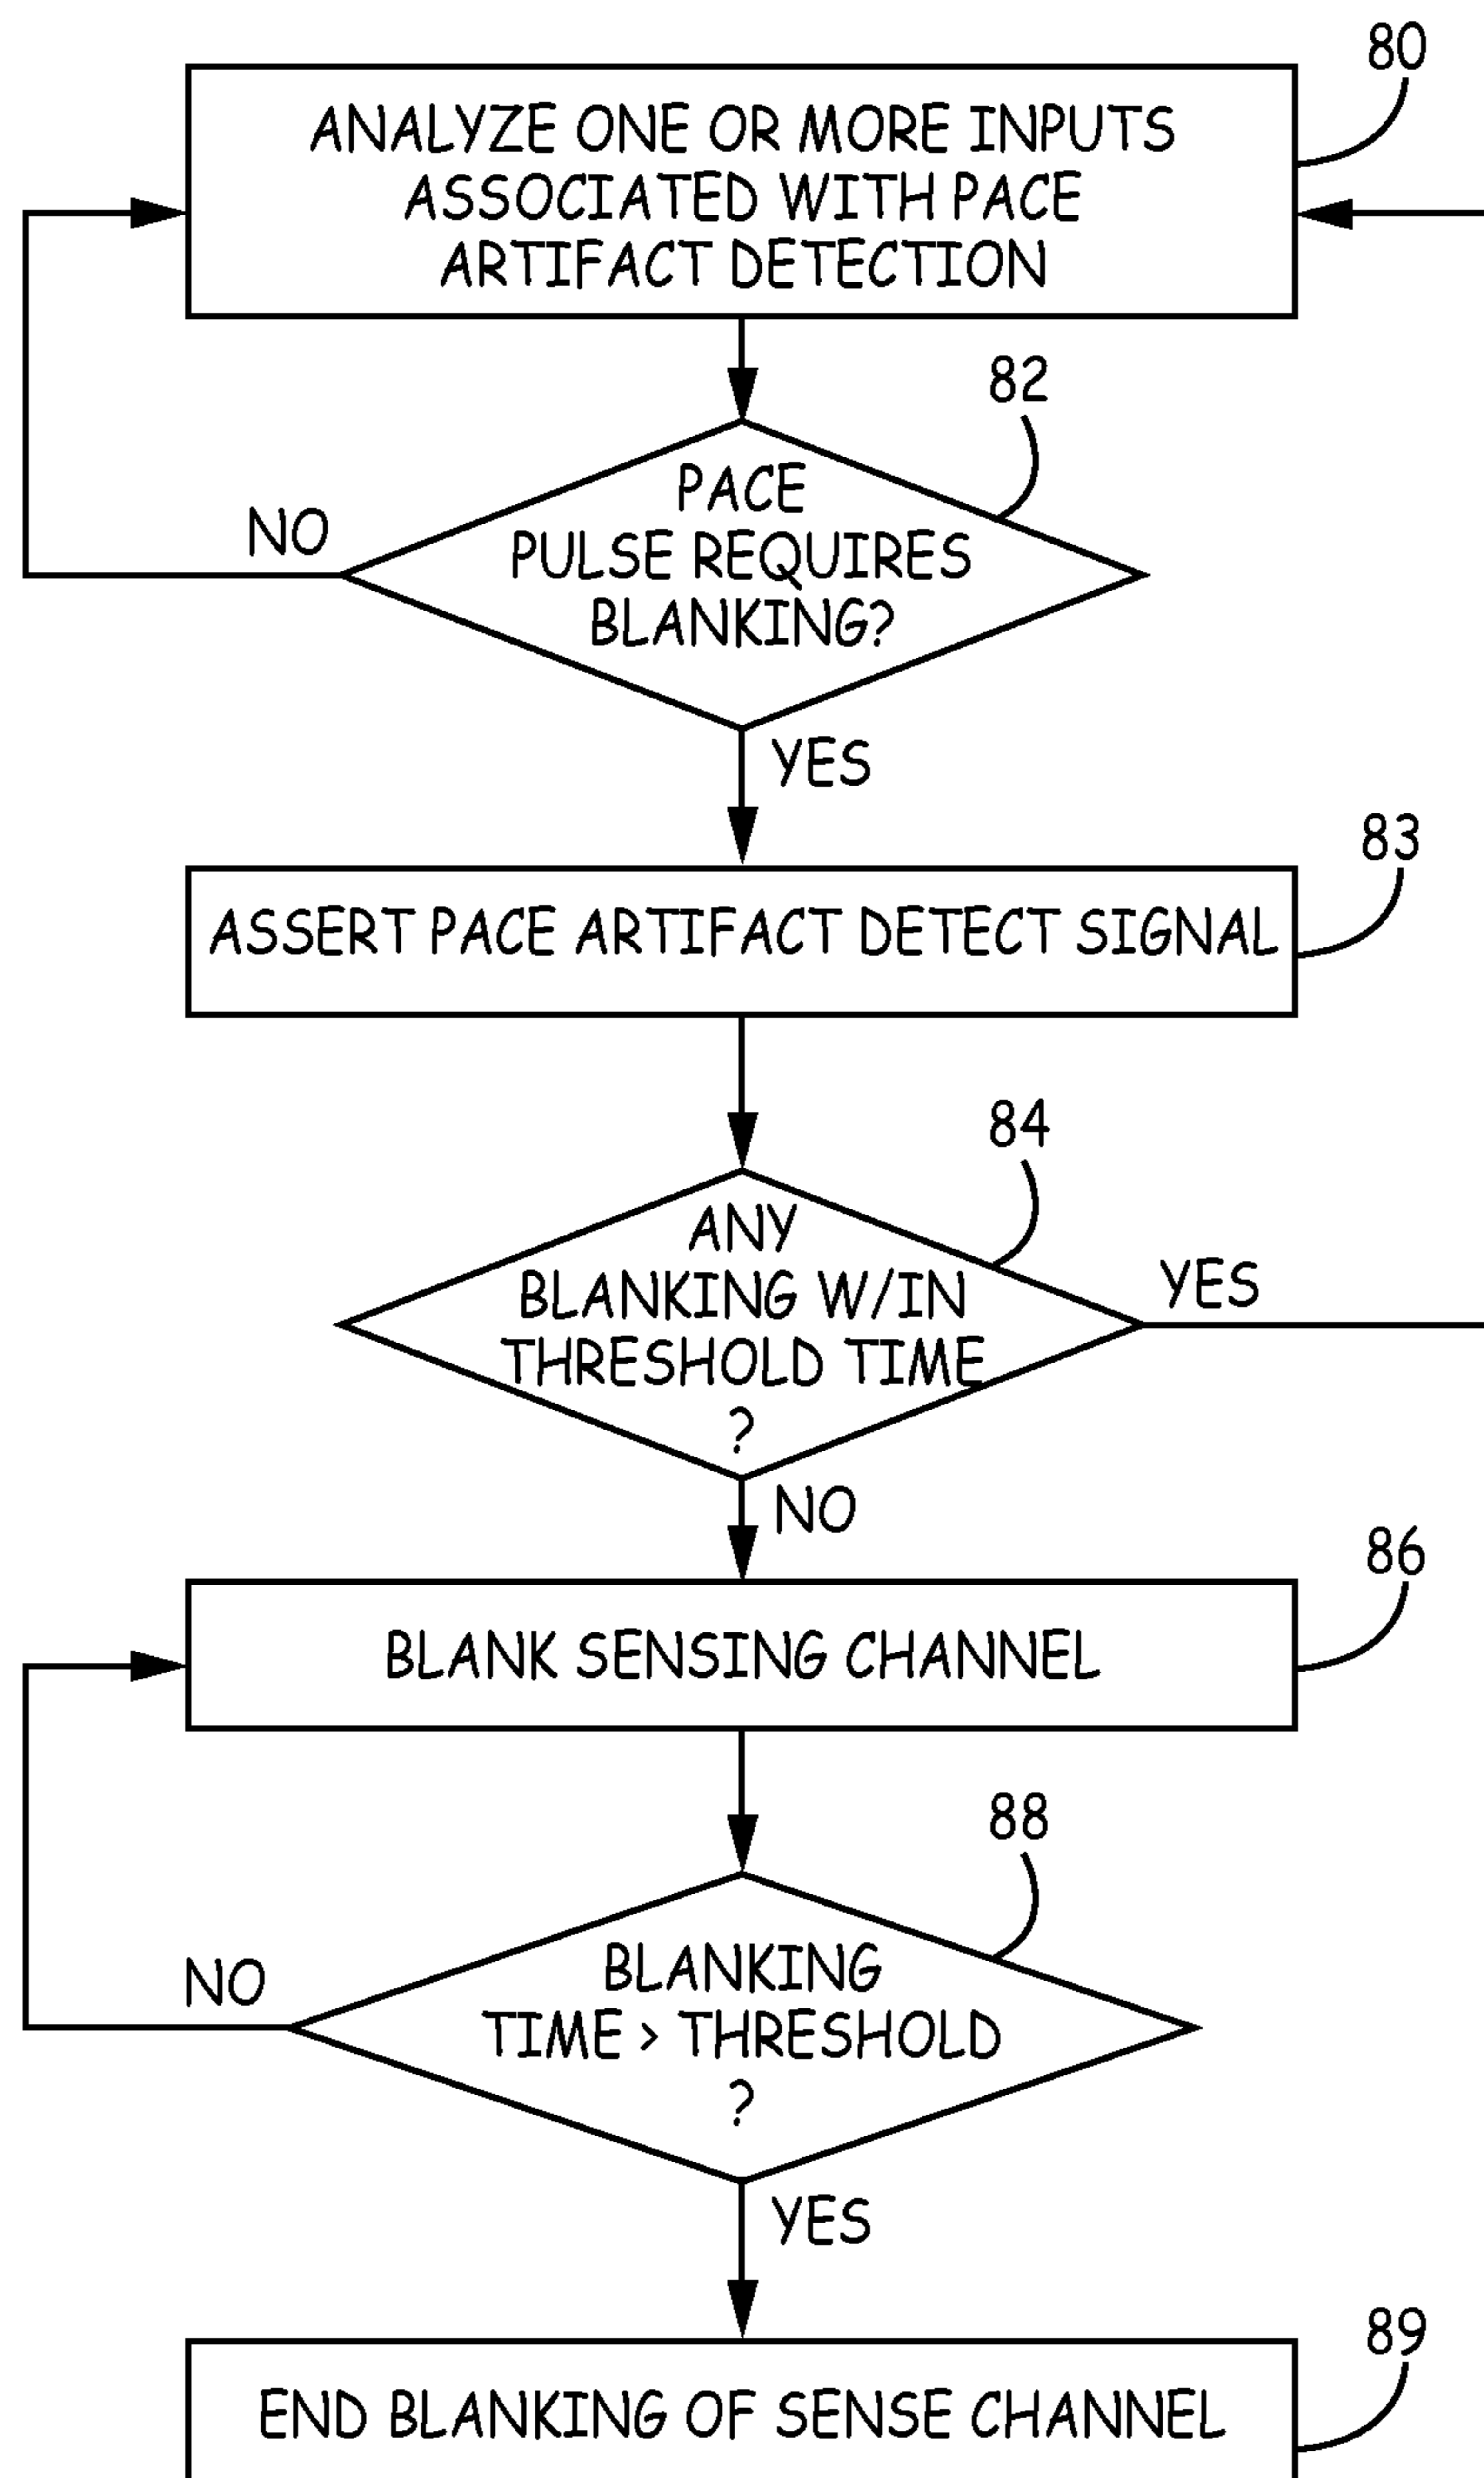 80
ANALYZE ONE OR MORE INPUTS
ASSOCIATED WITH PACE
ARTIFACT DETECTION
82
PACE
PULSE REQUIRES
BLANKING?
NO
YES
83
ASSERT PACE ARTIFACT DETECT SIGNAL
84
ANY
BLANKING W/IN
THRESHOLD TIME
?
YES
NO
86
BLANK SENSING CHANNEL
88
BLANKING
TIME > THRESHOLD
?
NO
YES
89
END BLANKING OF SENSE CHANNEL